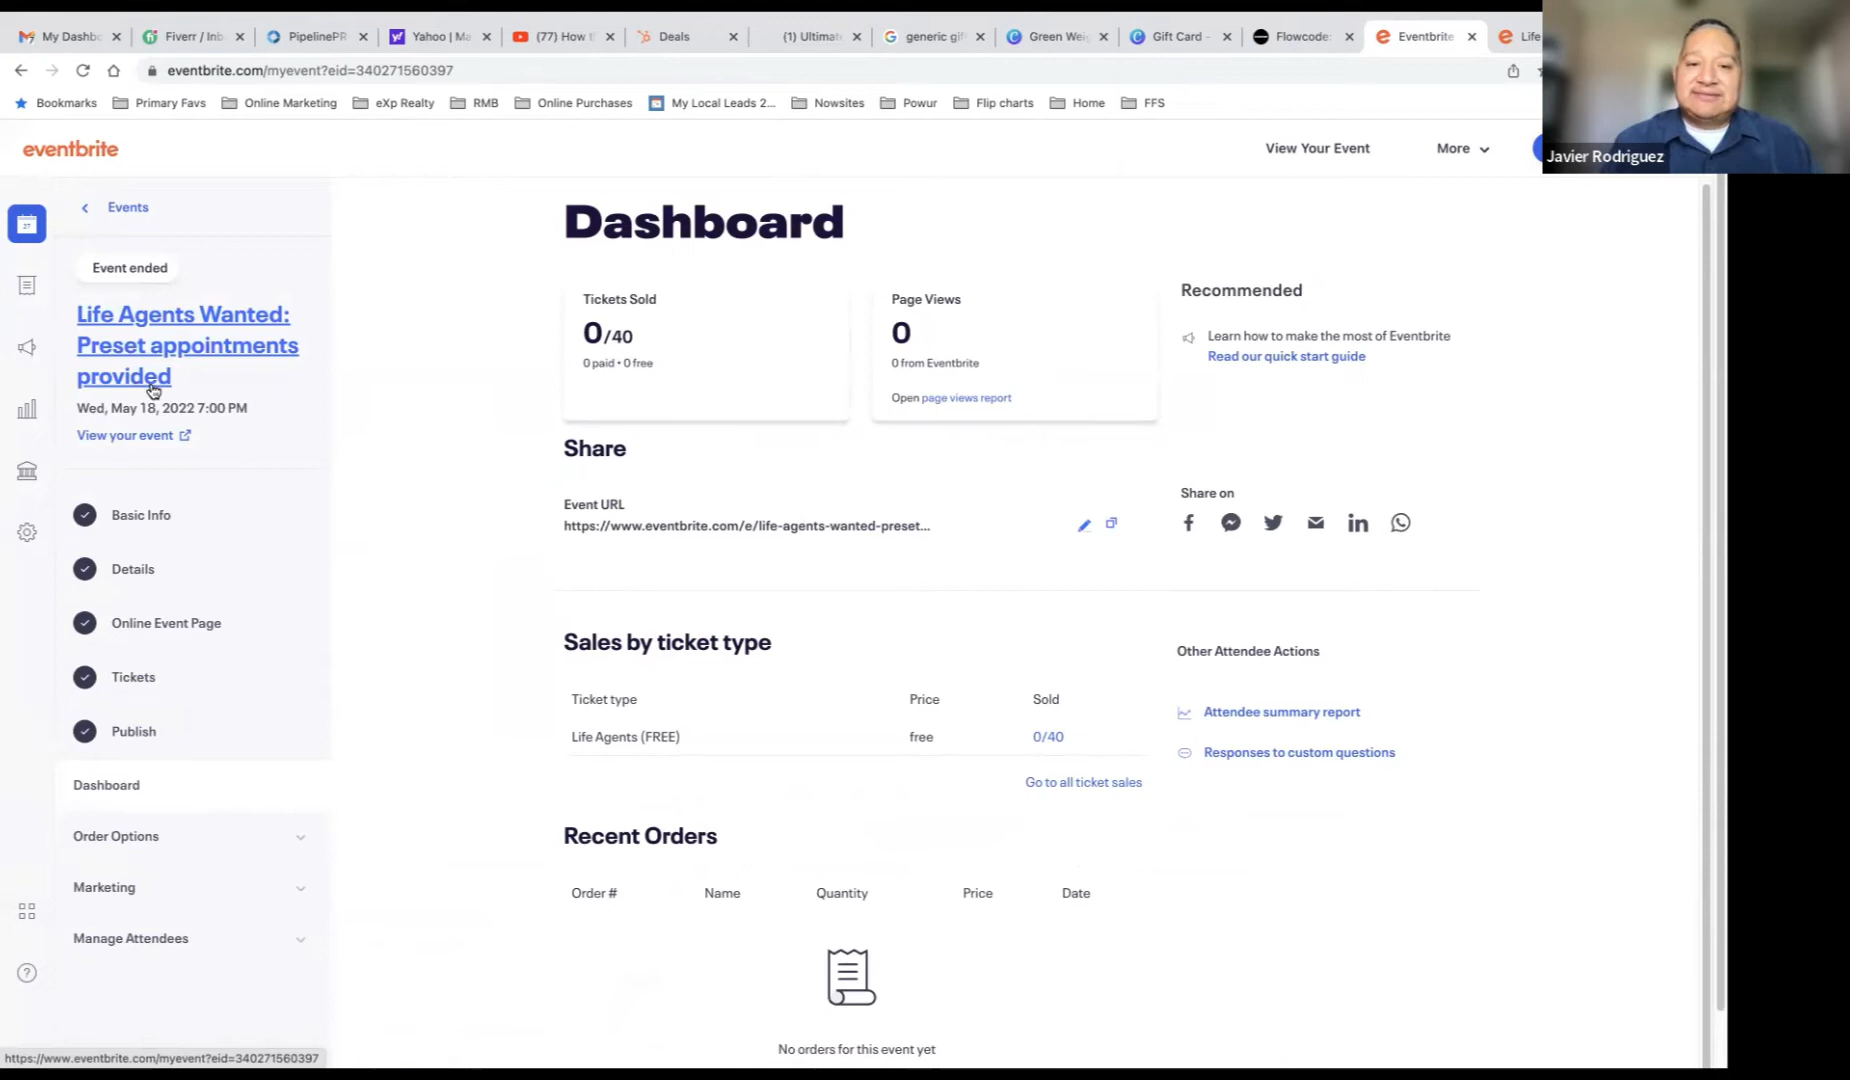 My Dashbo
Fiverr / Inb
PipelinePR
Yahoo | Ma
(77) How t
Deals
(1) Ultimat
generic gif
Green Wei
Gift Card -
Flowcode:
Eventbrite
Life
eventbrite.com/myevent?eid=340271560397
Bookmarks
Primary Favs
Online Marketing
eXp Realty
RMB
Online Purchases
My Local Leads 2...
Nowsites
Powur
Flip charts
Home
FFS
Javier Rodriguez
eventbrite
View Your Event
More
Events
Event ended
Life Agents Wanted:
Preset appointments
provided
Wed, May 18, 2022 7:00 PM
View your event
Basic Info
Details
Online Event Page
Tickets
Publish
Dashboard
Order Options
Marketing
Manage Attendees
Dashboard
Tickets Sold
0/40
0 paid • 0 free
Page Views
0
0 from Eventbrite
Open page views report
Recommended
Learn how to make the most of Eventbrite
Read our quick start guide
Share
Event URL
https://www.eventbrite.com/e/life-agents-wanted-preset...
Share on
Sales by ticket type
Ticket type Price Sold
Life Agents (FREE) free 0/40
Go to all ticket sales
Other Attendee Actions
Attendee summary report
Responses to custom questions
Recent Orders
Order # Name Quantity Price Date
No orders for this event yet
https://www.eventbrite.com/myevent?eid=340271560397